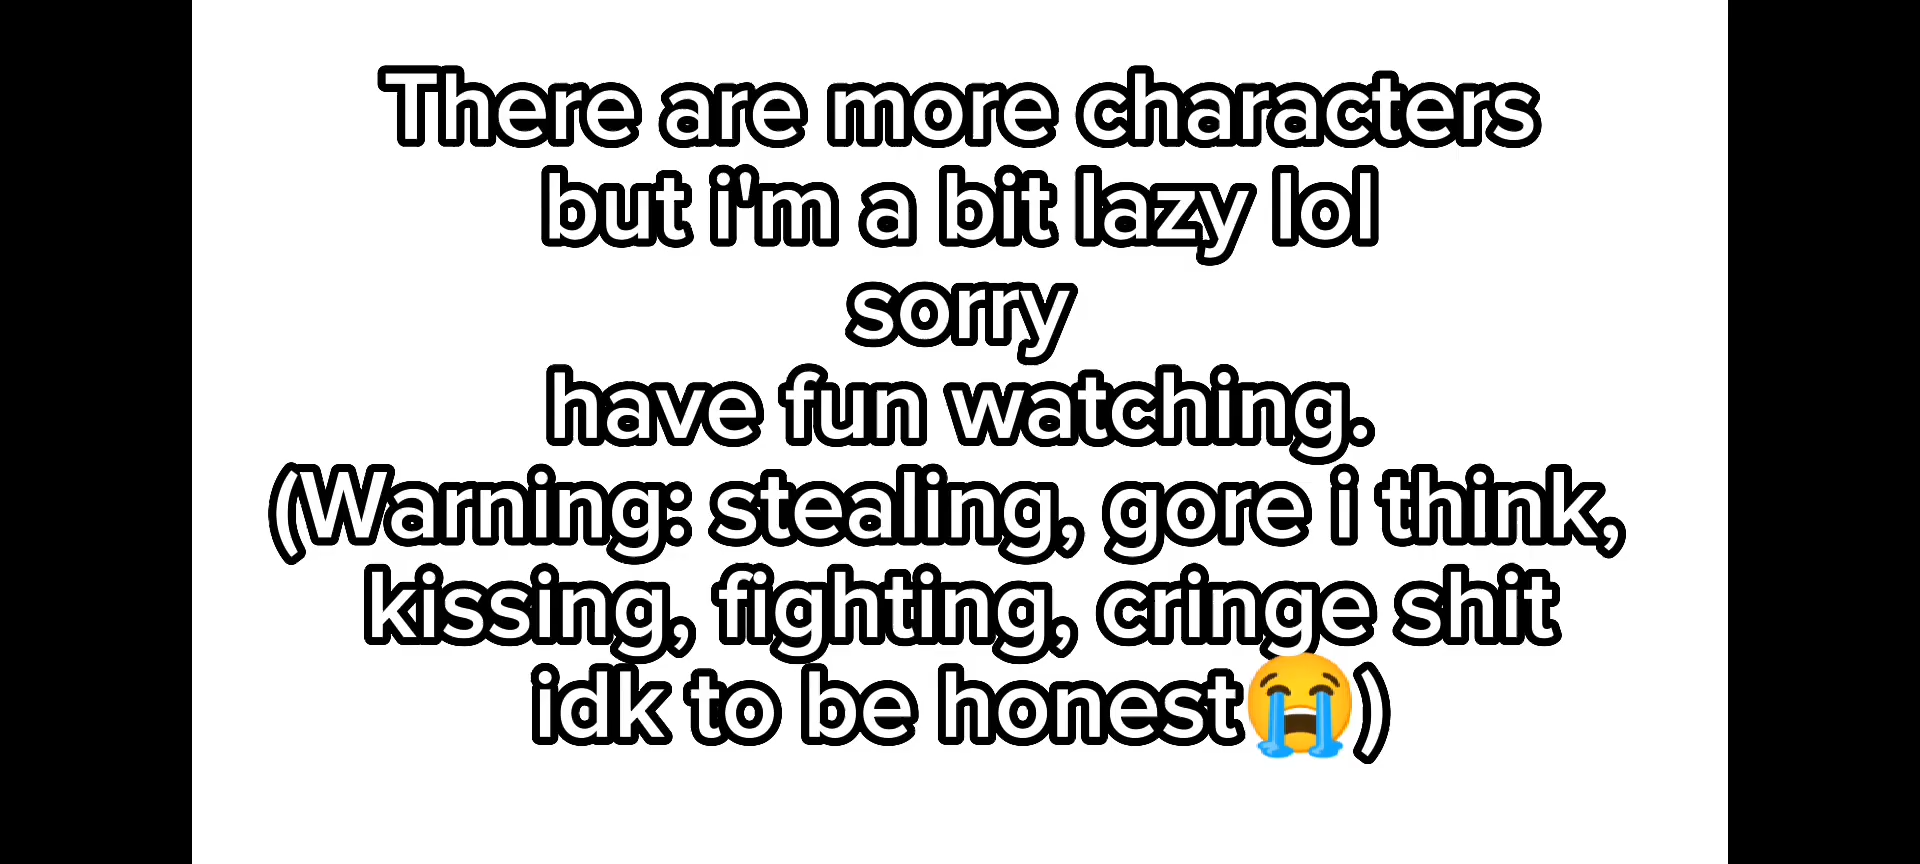 There are more characters
but i'm a bit lazy lol
sorry
have fun watching.
(Warning: stealing, gore i think,
kissing, fighting, cringe shit
idk to be honest😭)